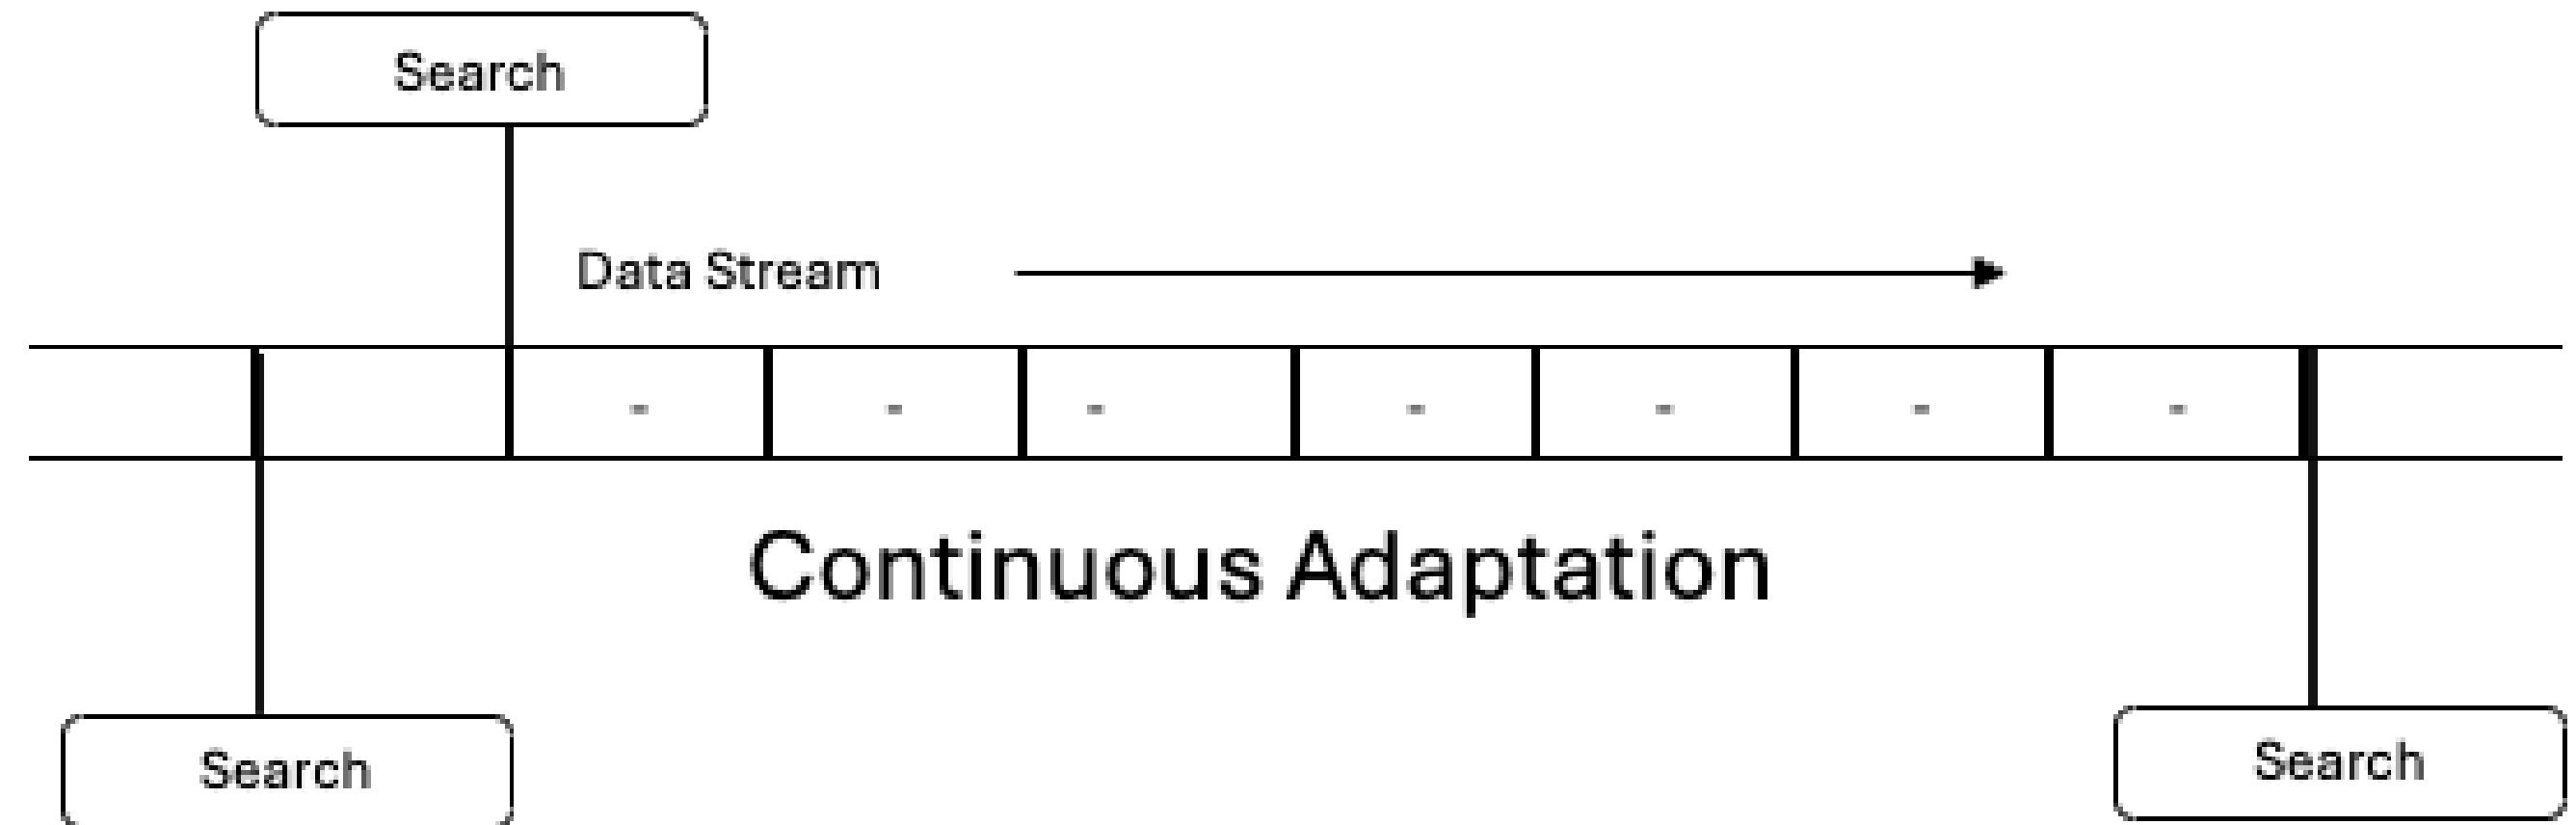 Search
Data Stream
- - - - - - -
Continuous Adaptation
Search
Search